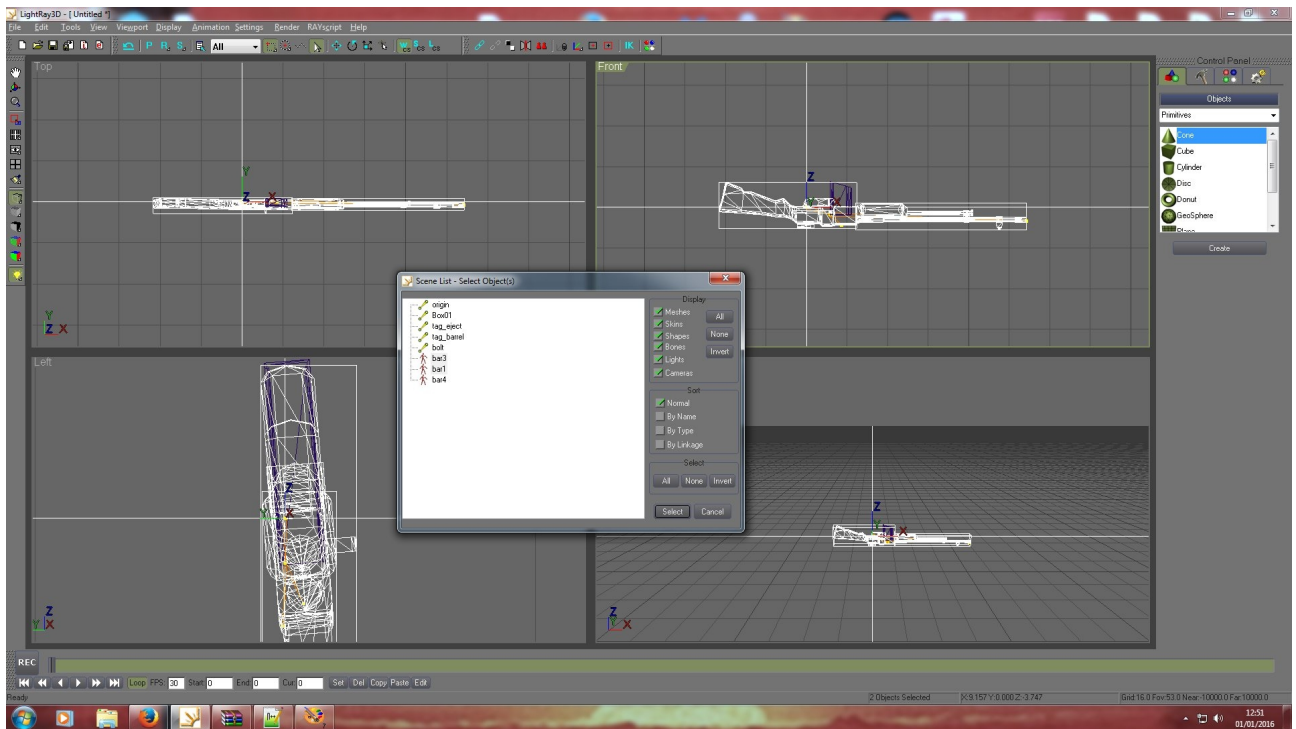 LightRay3D - [ Untitled *]
File Edit Tools View Viewport Display Animation Settings Render RAYscript Help
P R, S, E, All IK
Top
Y
Z X
Y
Z X
Front
Z
X
Left
Z
X
Z
Y X
Z
Y X
Z
Y X
Scene List - Select Object(s)
origin
Box01
tag_eject
tag_barrel
bolt
bar3
bar1
bar4
Display
Meshes
Skins
Shapes
Bones
Lights
Cameras
All
None
Invert
Sort
Normal
By Name
By Type
By Linkage
Select
All None Invert
Select Cancel
Control Panel
Objects
Primitives
Cone
Cube
Cylinder
Disc
Donut
GeoSphere
Plane
Create
REC
Loop FPS: 30 Start: 0 End: 0 Cur: 0 Set Del Copy Paste Edit
Ready
2 Objects Selected X:9.157 Y:0.000 Z:-3.747 Grid 16.0 Fov:53.0 Near:-10000.0 Far:10000.0
12:51
01/01/2016